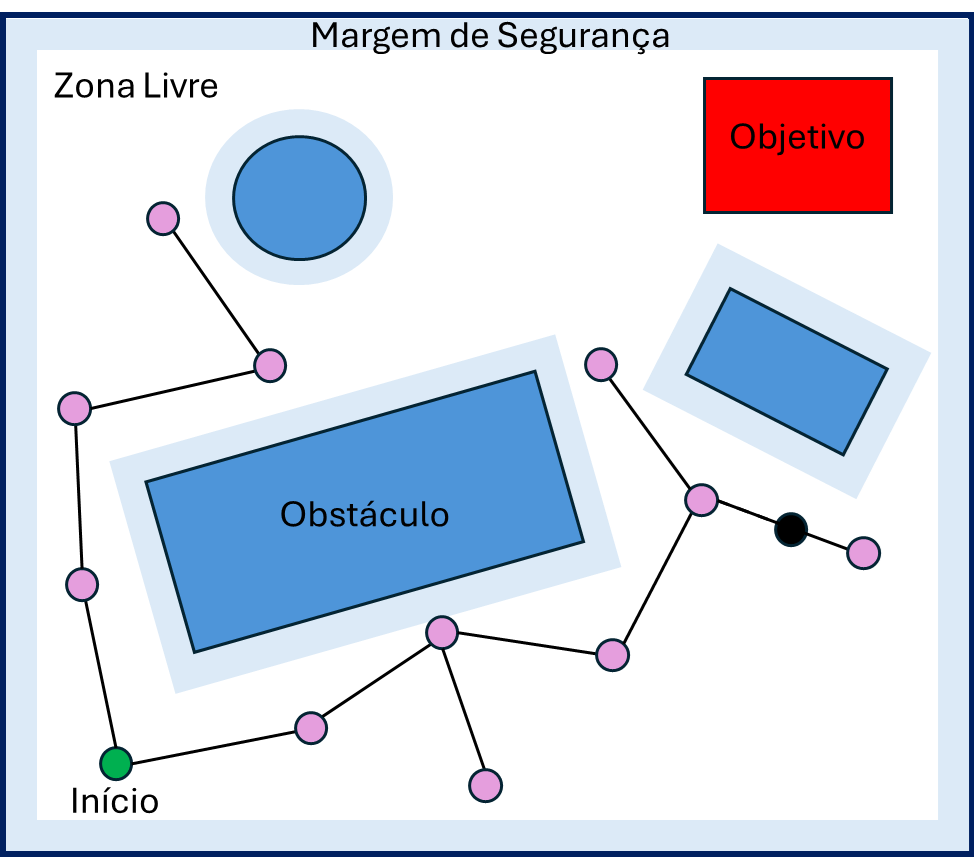 Margem de Segurança
Zona Livre
Objetivo
Obstáculo
Início